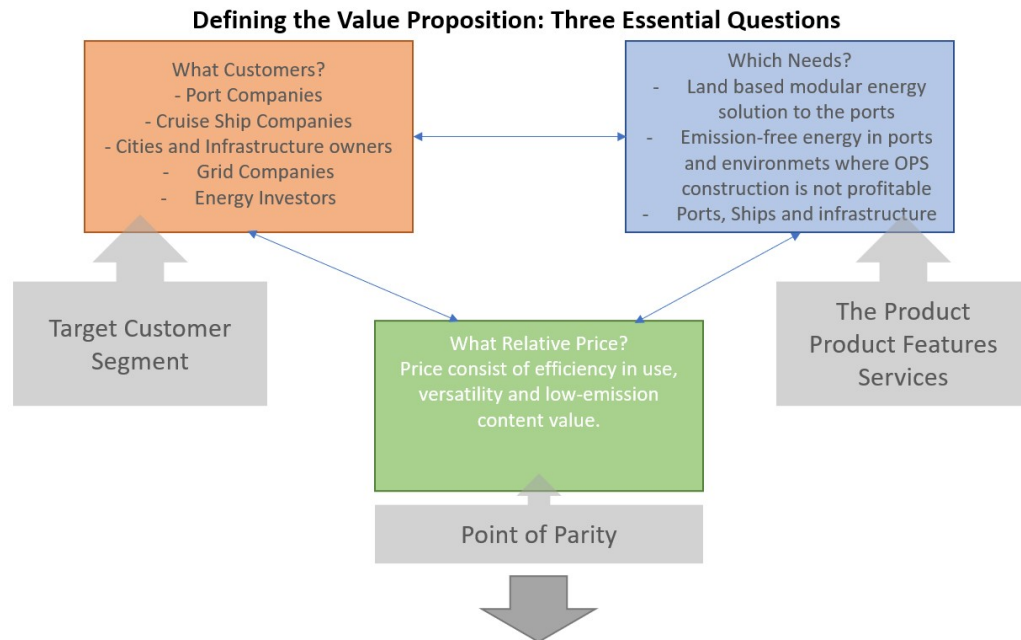 Defining the Value Proposition: Three Essential Questions
What Customers?
- Port Companies
- Cruise Ship Companies
- Cities and Infrastructure owners
- Grid Companies
- Energy Investors
Which Needs?
- Land based modular energy
solution to the ports
- Emission-free energy in ports
and environmets where OPS
construction is not profitable
- Ports, Ships and infrastructure
Target Customer
Segment
The Product
Product Features
Services
What Relative Price?
Price consist of efficiency in use,
versatility and low-emission
content value.
Point of Parity